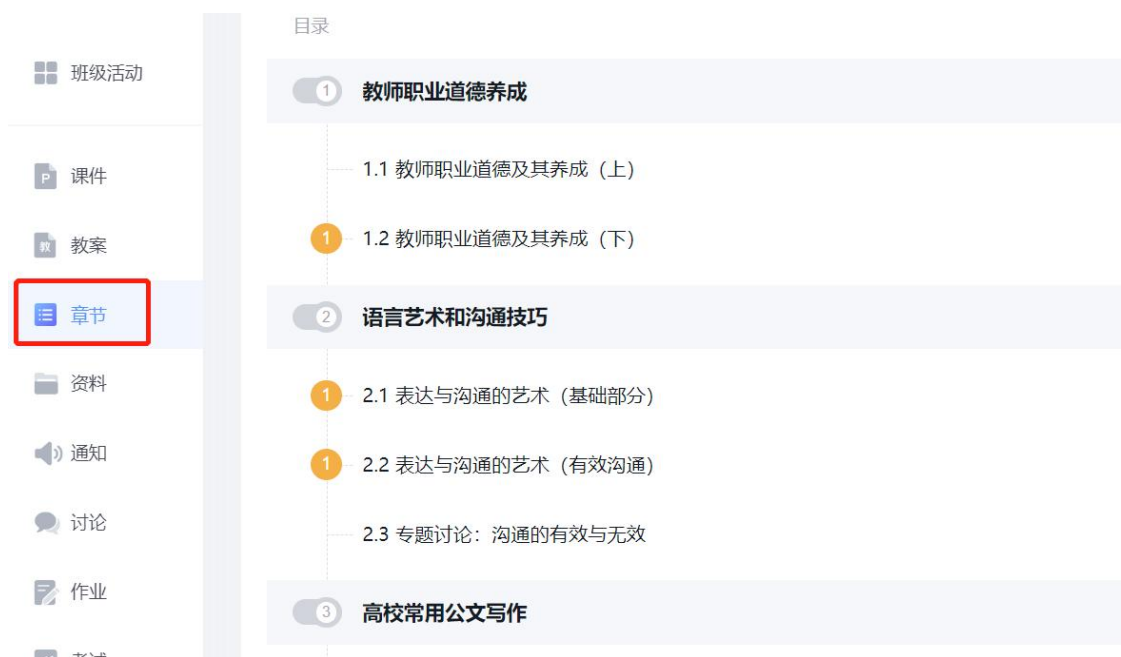 班级活动
课件
教案
章节
资料
通知
讨论
作业
考试
目录
1 教师职业道德养成
1.1 教师职业道德及其养成（上）
1 1.2 教师职业道德及其养成（下）
2 语言艺术和沟通技巧
1 2.1 表达与沟通的艺术（基础部分）
1 2.2 表达与沟通的艺术（有效沟通）
2.3 专题讨论：沟通的有效与无效
3 高校常用公文写作